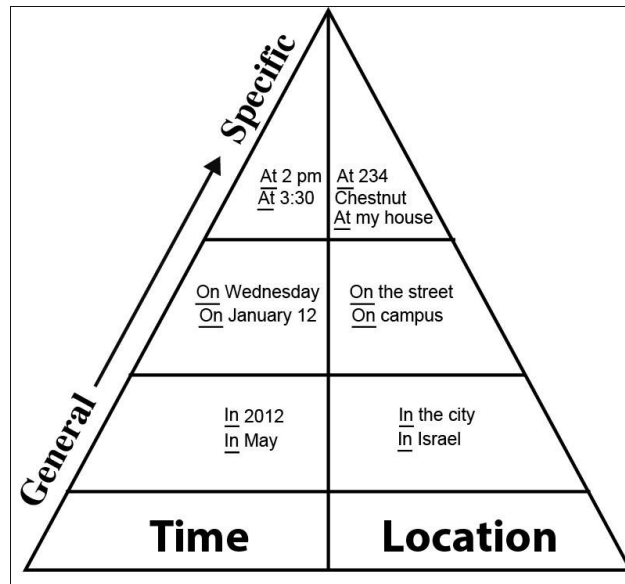 Specific
General
At 2 pm
At 3:30
At 234
Chestnut
At my house
On Wednesday
On January 12
On the street
On campus
In 2012
In May
In the city
In Israel
Time
Location